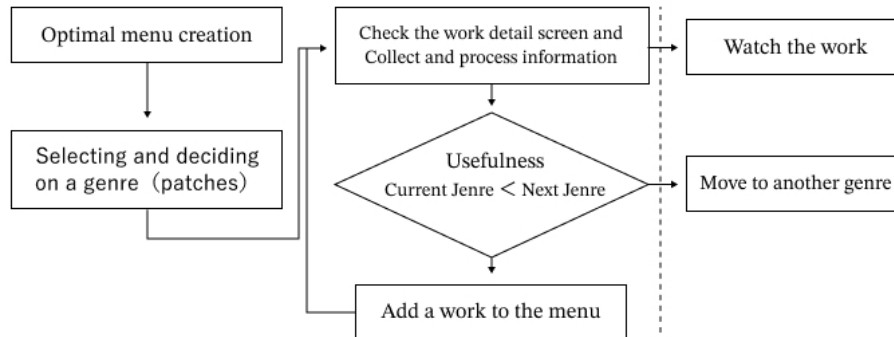 Optimal menu creation
Selecting and deciding
on a genre（patches）
Check the work detail screen and
Collect and process information
Usefulness
Current Jenre < Next Jenre
Add a work to the menu
Watch the work
Move to another genre